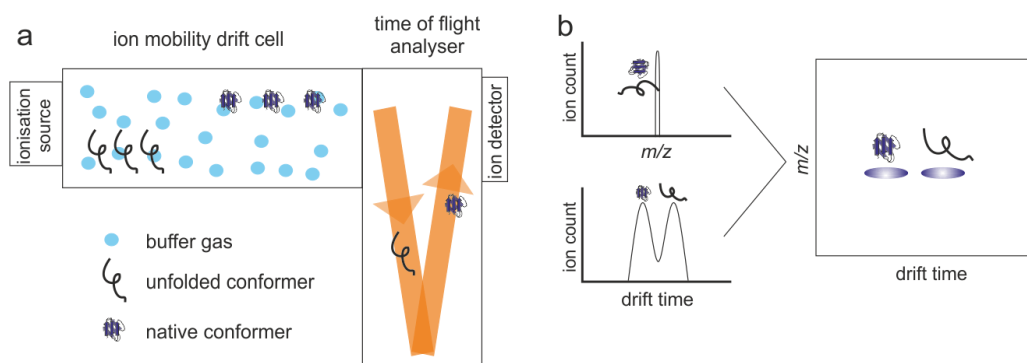 a
ion mobility drift cell
time of flight
analyser
ionisation
source
ion detector
buffer gas
unfolded conformer
native conformer
b
ion count
m/z
ion count
drift time
m/z
drift time